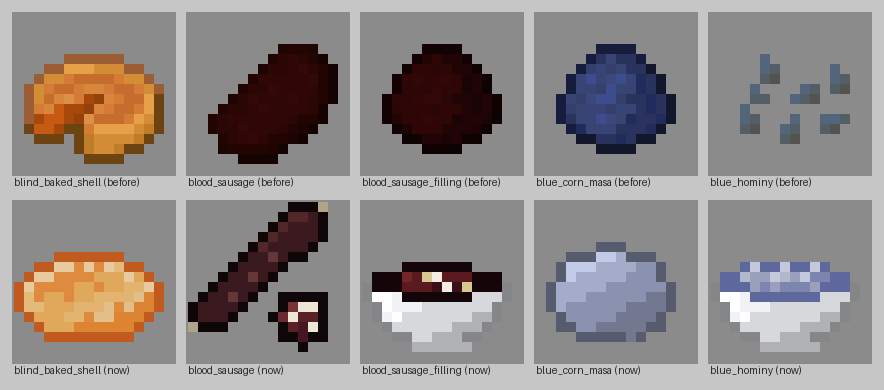 blind_baked_shell (before)
blood_sausage (before)
blood_sausage_filling (before)
blue_corn_masa (before)
blue_hominy (before)
blind_baked_shell (now)
blood_sausage (now)
blood_sausage_filling (now)
blue_corn_masa (now)
blue_hominy (now)